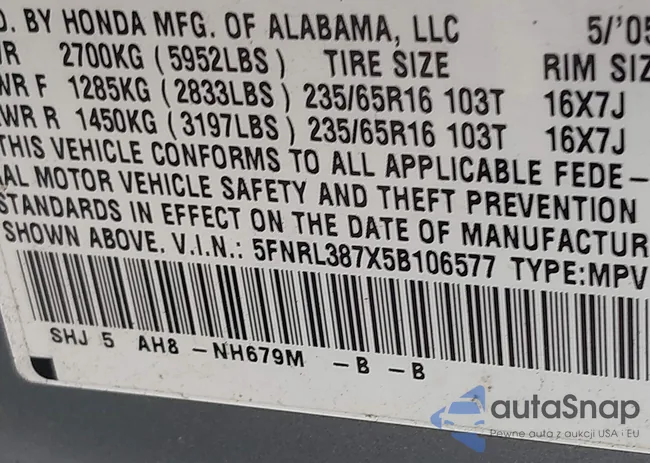 D. BY HONDA MFG. OF ALABAMA, LLC 5/'05
WR 2700KG (5952LBS) TIRE SIZE RIM SIZ
WR F 1285KG (2833LBS) 235/65R16 103T 16X7J
WR R 1450KG (3197LBS) 235/65R16 103T 16X7J
THIS VEHICLE CONFORMS TO ALL APPLICABLE FEDE-
AL MOTOR VEHICLE SAFETY AND THEFT PREVENTION
STANDARDS IN EFFECT ON THE DATE OF MANUFACTUR
SHOWN ABOVE. V.I.N.: 5FNRL387X5B106577 TYPE:MPV
SHJ 5 AH8 -NH679M -B -B
autaSnap
Pewne auta z aukcji USA i EU